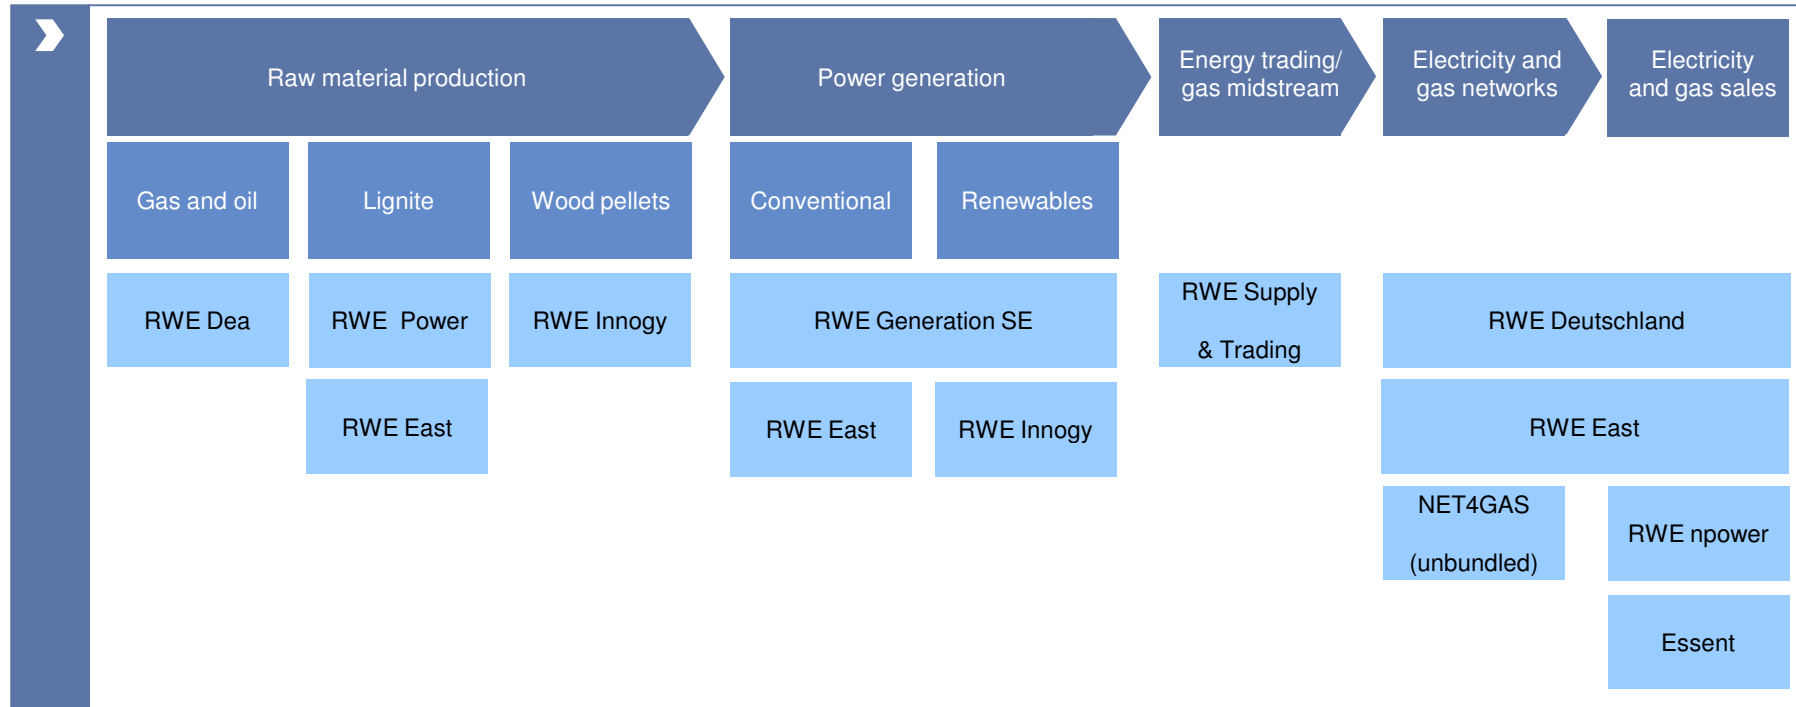 Raw material production
Power generation
Energy trading/
gas midstream
Electricity and
gas networks
Electricity
and gas sales
Gas and oil
Lignite
Wood pellets
Conventional
Renewables
RWE Dea
RWE Power
RWE Innogy
RWE Generation SE
RWE Supply
& Trading
RWE Deutschland
RWE East
RWE East
RWE Innogy
RWE East
NET4GAS
(unbundled)
RWE npower
Essent